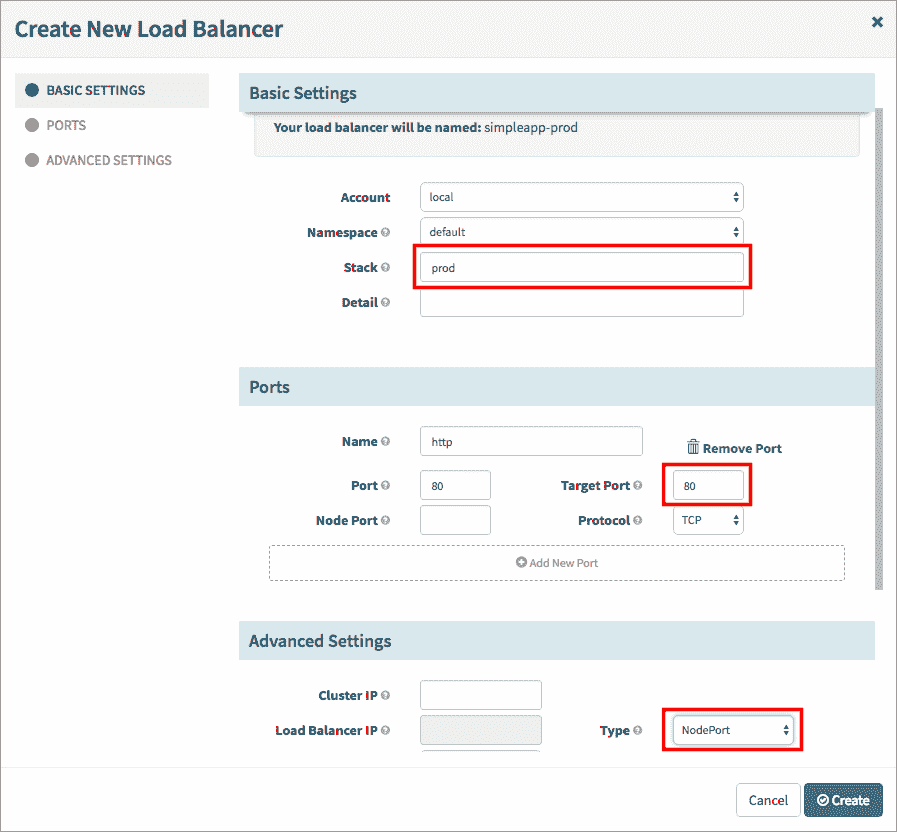 Create New Load Balancer
BASIC SETTINGS
PORTS
ADVANCED SETTINGS
Basic Settings
Your load balancer will be named: simpleapp-prod
Account local
Namespace default
Stack prod
Detail
Ports
Name http
Remove Port
Port 80 Target Port 80
Node Port Protocol TCP
Add New Port
Advanced Settings
Cluster IP
Load Balancer IP Type NodePort
Cancel Create